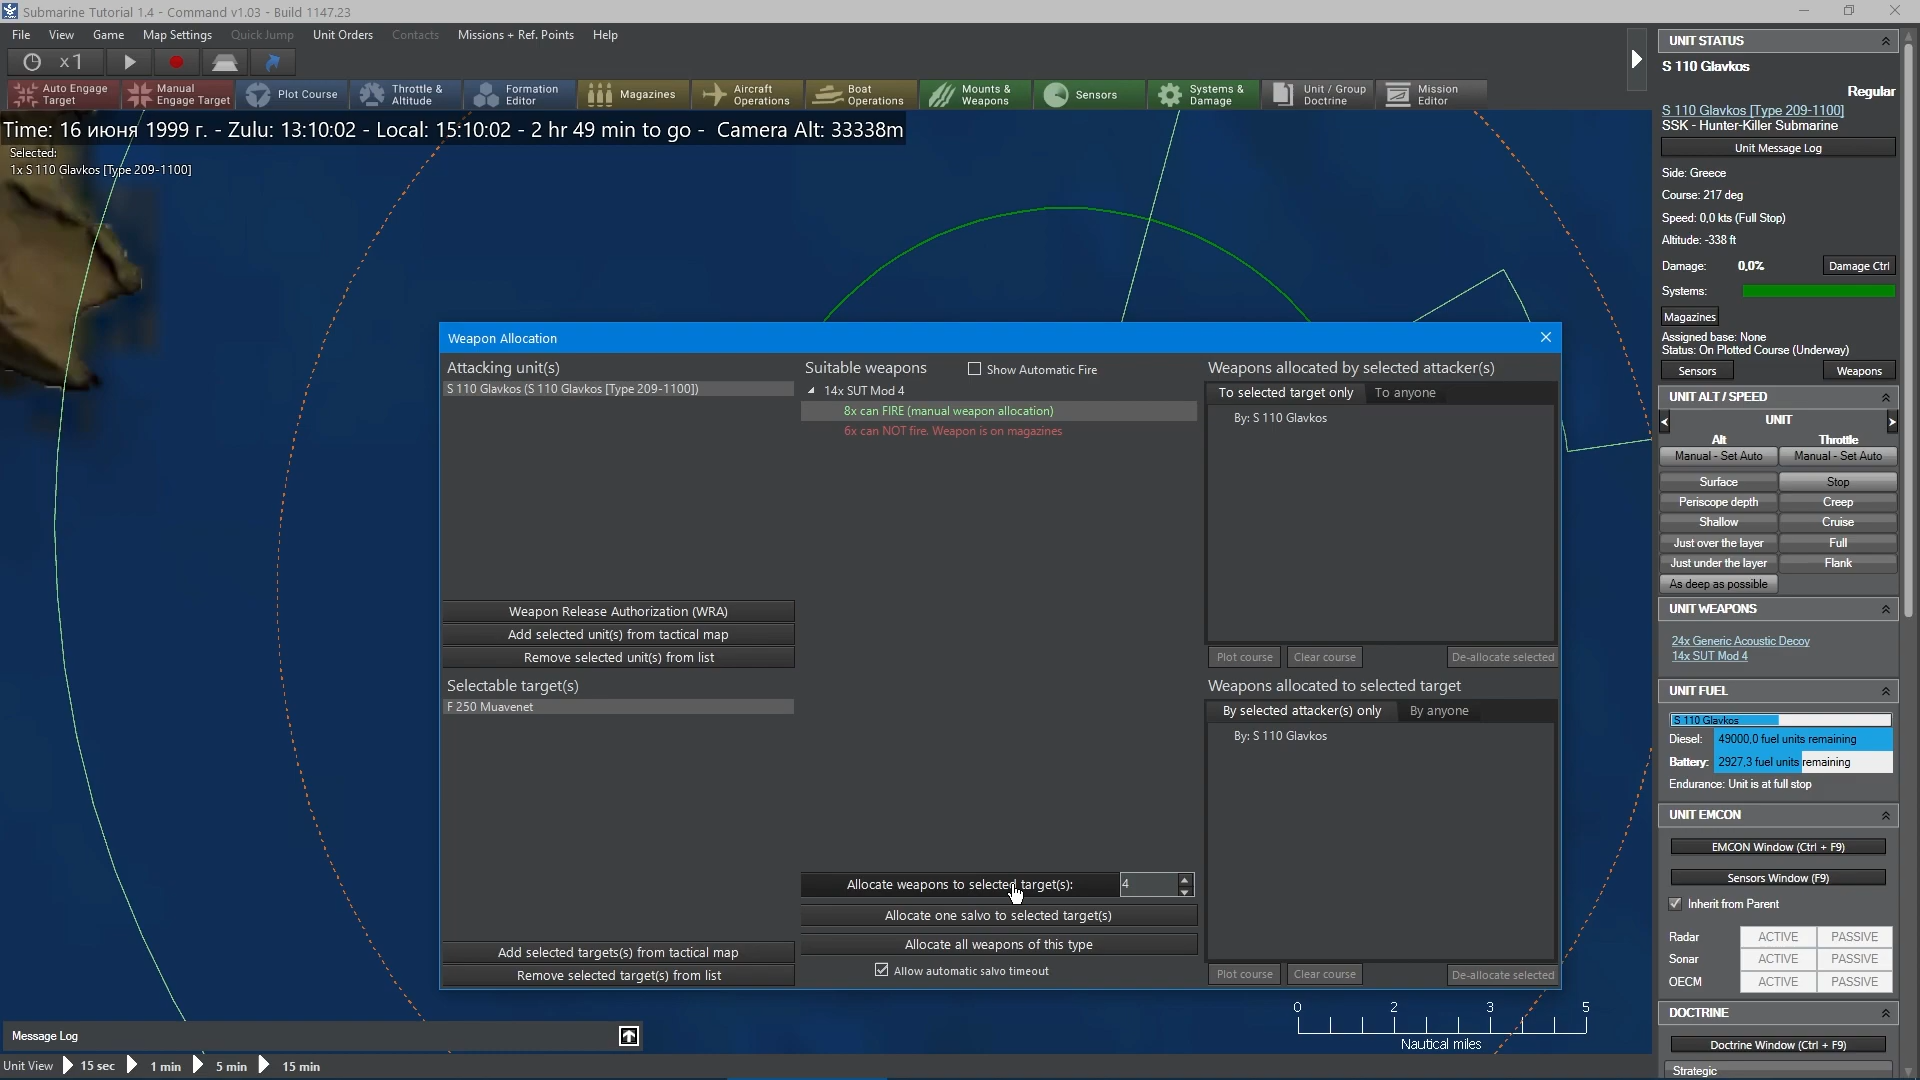 Submarine Tutorial 1.4 - Command v1.03 - Build 1147.23
File View Game Map Settings Quick Jump Unit Orders Contacts Missions + Ref. Points Help
x1
Auto Engage Target
Manual Engage Target
Plot Course
Throttle & Altitude
Formation Editor
Magazines
Aircraft Operations
Boat Operations
Mounts & Weapons
Sensors
Systems & Damage
Unit / Group Doctrine
Mission Editor
Time: 16 июня 1999 г. - Zulu: 13:10:02 - Local: 15:10:02 - 2 hr 49 min to go - Camera Alt: 33338m
Selected:
1x S 110 Glavkos [Type 209-1100]
Weapon Allocation
Attacking unit(s)
S 110 Glavkos (S 110 Glavkos [Type 209-1100])
Weapon Release Authorization (WRA)
Add selected unit(s) from tactical map
Remove selected unit(s) from list
Selectable target(s)
F 250 Muavenet
Add selected targets(s) from tactical map
Remove selected target(s) from list
Suitable weapons
Show Automatic Fire
14x SUT Mod 4
8x can FIRE (manual weapon allocation)
6x can NOT fire. Weapon is on magazines
Allocate weapons to selected target(s): 4
Allocate one salvo to selected target(s)
Allocate all weapons of this type
Allow automatic salvo timeout
Weapons allocated by selected attacker(s)
To selected target only To anyone
By: S 110 Glavkos
Plot course Clear course De-allocate selected
Weapons allocated to selected target
By selected attacker(s) only By anyone
By: S 110 Glavkos
Plot course Clear course De-allocate selected
0 2 3 5
Nautical miles
Message Log
Unit View 15 sec 1 min 5 min 15 min
UNIT STATUS
S 110 Glavkos
Regular
S 110 Glavkos [Type 209-1100]
SSK - Hunter-Killer Submarine
Unit Message Log
Side: Greece
Course: 217 deg
Speed: 0,0 kts (Full Stop)
Altitude: -338 ft
Damage: 0,0% Damage Ctrl
Systems:
Magazines
Assigned base: None
Status: On Plotted Course (Underway)
Sensors Weapons
UNIT ALT / SPEED
< UNIT >
Alt Throttle
Manual - Set Auto Manual - Set Auto
Surface Stop
Periscope depth Creep
Shallow Cruise
Just over the layer Full
Just under the layer Flank
As deep as possible
UNIT WEAPONS
24x Generic Acoustic Decoy
14x SUT Mod 4
UNIT FUEL
S 110 Glavkos
Diesel: 49000,0 fuel units remaining
Battery: 2927,3 fuel units remaining
Endurance: Unit is at full stop
UNIT EMCON
EMCON Window (Ctrl + F9)
Sensors Window (F9)
Inherit from Parent
Radar ACTIVE PASSIVE
Sonar ACTIVE PASSIVE
OECM ACTIVE PASSIVE
DOCTRINE
Doctrine Window (Ctrl + F9)
Strategic